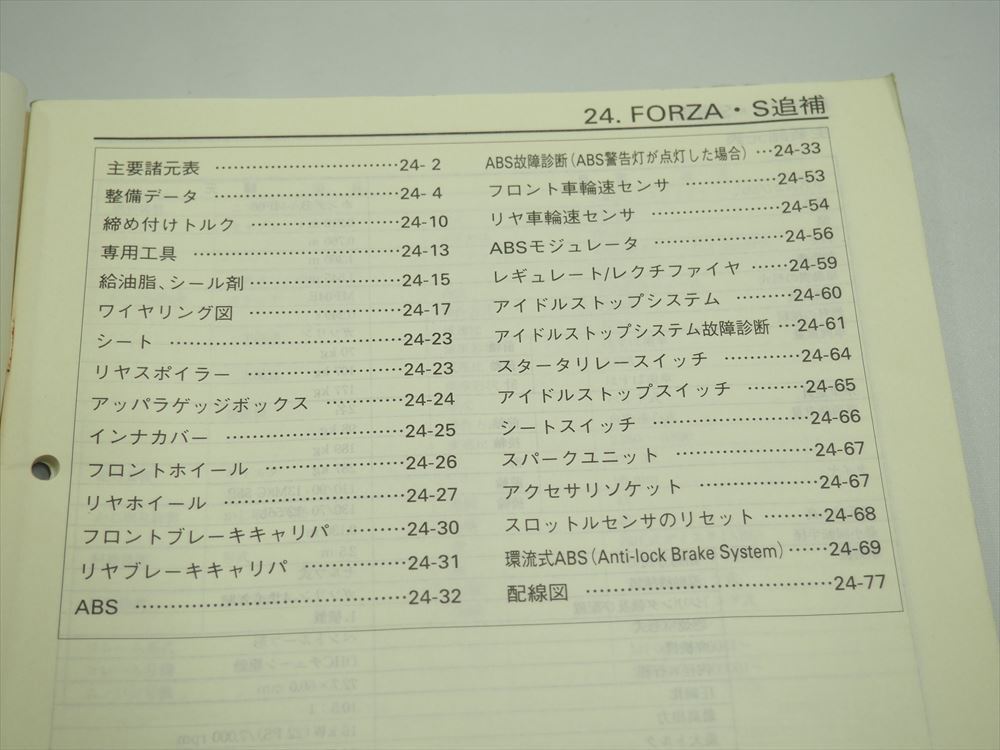 24. FORZA・S追補
主要諸元表 ································24- 2
整備データ ································24- 4
締め付けトルク ························24-10
専用工具 ································24-13
給油脂、シール剤 ························24-15
ワイヤリング図 ························24-17
シート ································24-23
リヤスポイラー ························24-23
アッパラゲッジボックス ············24-24
インナカバー ························24-25
フロントホイール ····················24-26
リヤホイール ························24-27
フロントブレーキキャリパ ········24-30
リヤブレーキキャリパ ············24-31
ABS ································24-32
ABS故障診断(ABS警告灯が点灯した場合) ···24-33
フロント車輪速センサ ············24-53
リヤ車輪速センサ ················24-54
ABSモジュレータ ················24-56
レギュレート/レクチファイヤ ······24-59
アイドルストップシステム ·········24-60
アイドルストップシステム故障診断 ···24-61
スタータリレースイッチ ············24-64
アイドルストップスイッチ ·········24-65
シートスイッチ ····················24-66
スパークユニット ················24-67
アクセサリソケット ················24-67
スロットルセンサのリセット ·········24-68
環流式ABS(Anti-lock Brake System)······24-69
配線図 ································24-77